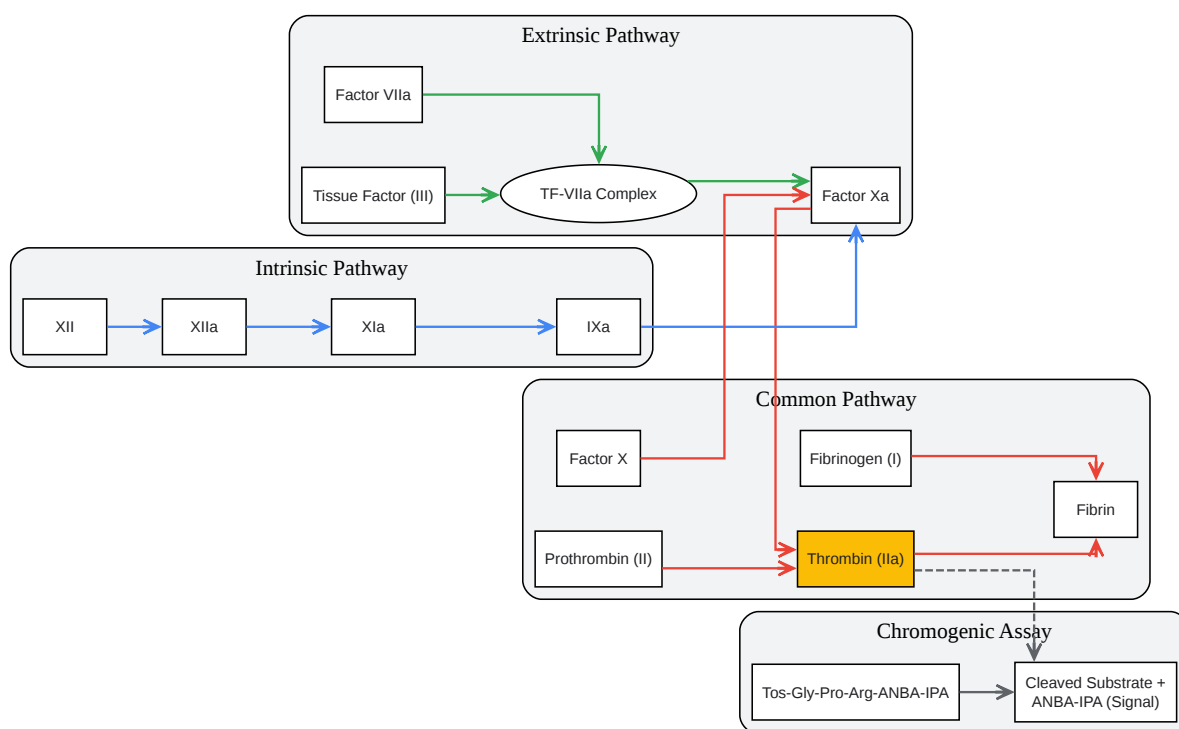 Extrinsic Pathway
Factor VIIa
Tissue Factor (III)
TF-VIIa Complex
Factor Xa
Intrinsic Pathway
XII
XIIa
XIa
IXa
Common Pathway
Factor X
Fibrinogen (I)
Fibrin
Prothrombin (II)
Thrombin (IIa)
Chromogenic Assay
Tos-Gly-Pro-Arg-ANBA-IPA
Cleaved Substrate +
ANBA-IPA (Signal)